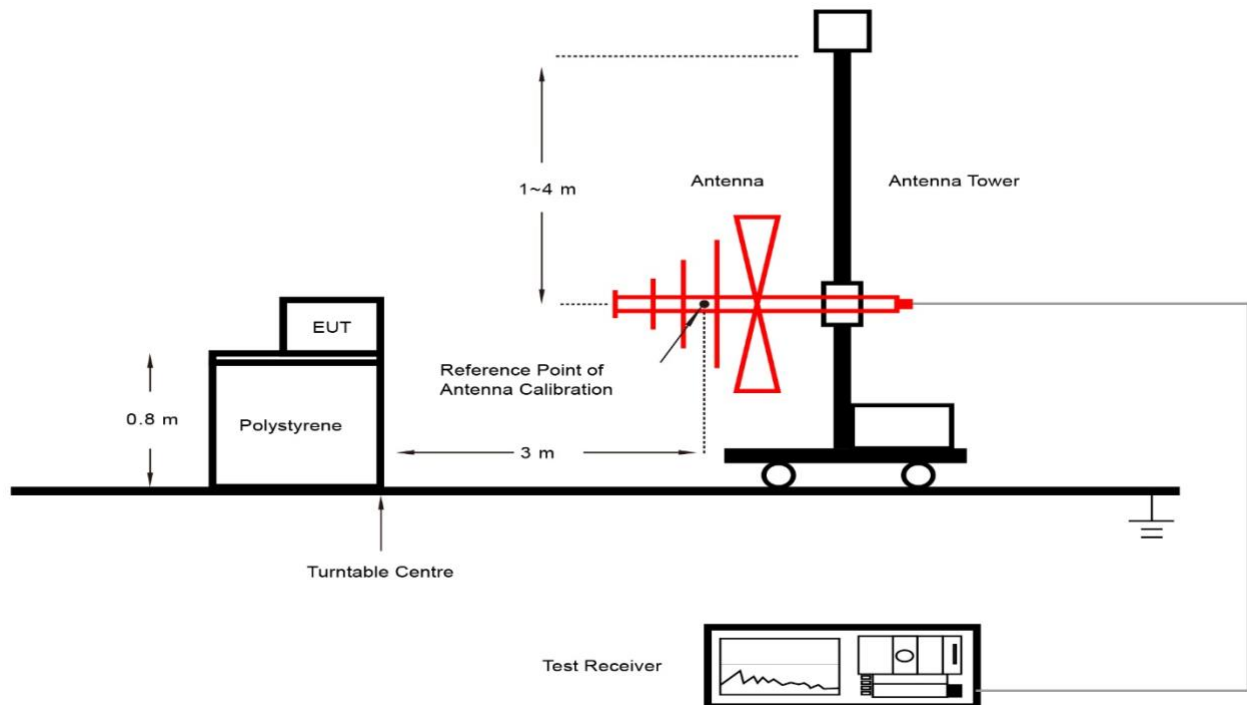 1~4 m
Antenna
Antenna Tower
EUT
Reference Point of
Antenna Calibration
0.8 m
Polystyrene
3 m
Turntable Centre
Test Receiver